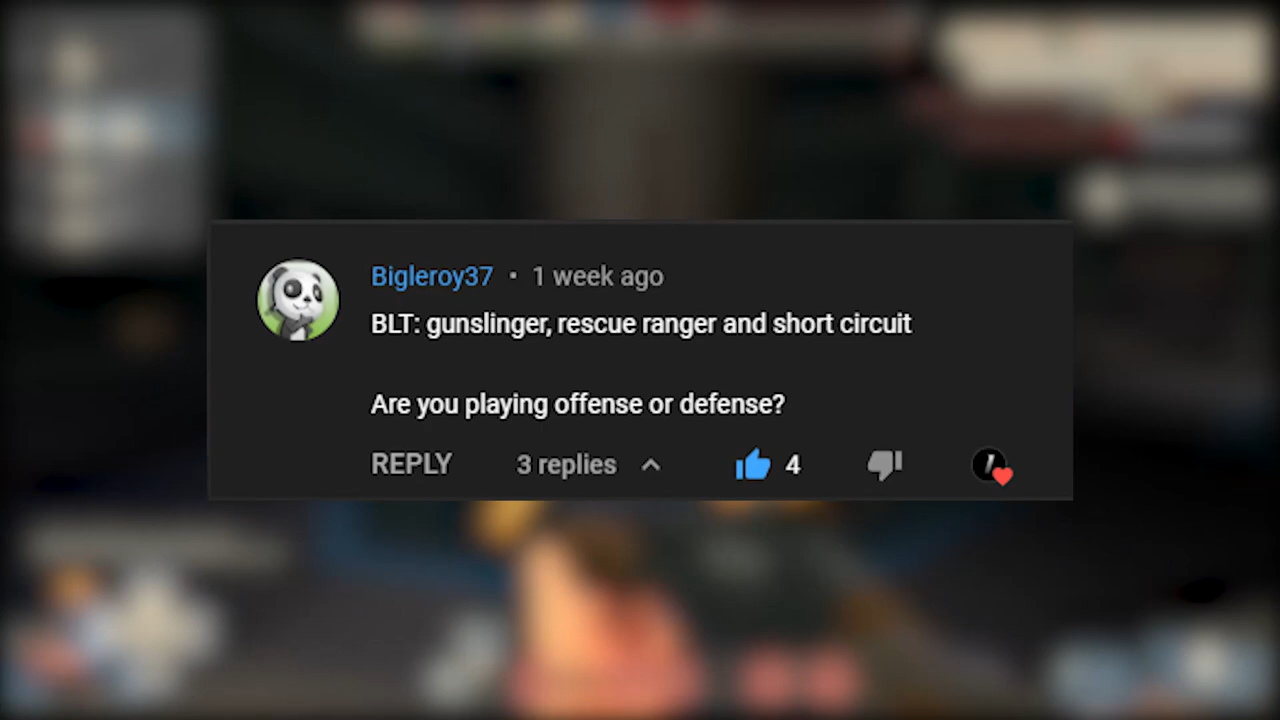 Bigleroy37 • 1 week ago
BLT: gunslinger, rescue ranger and short circuit
Are you playing offense or defense?
REPLY 3 replies 4